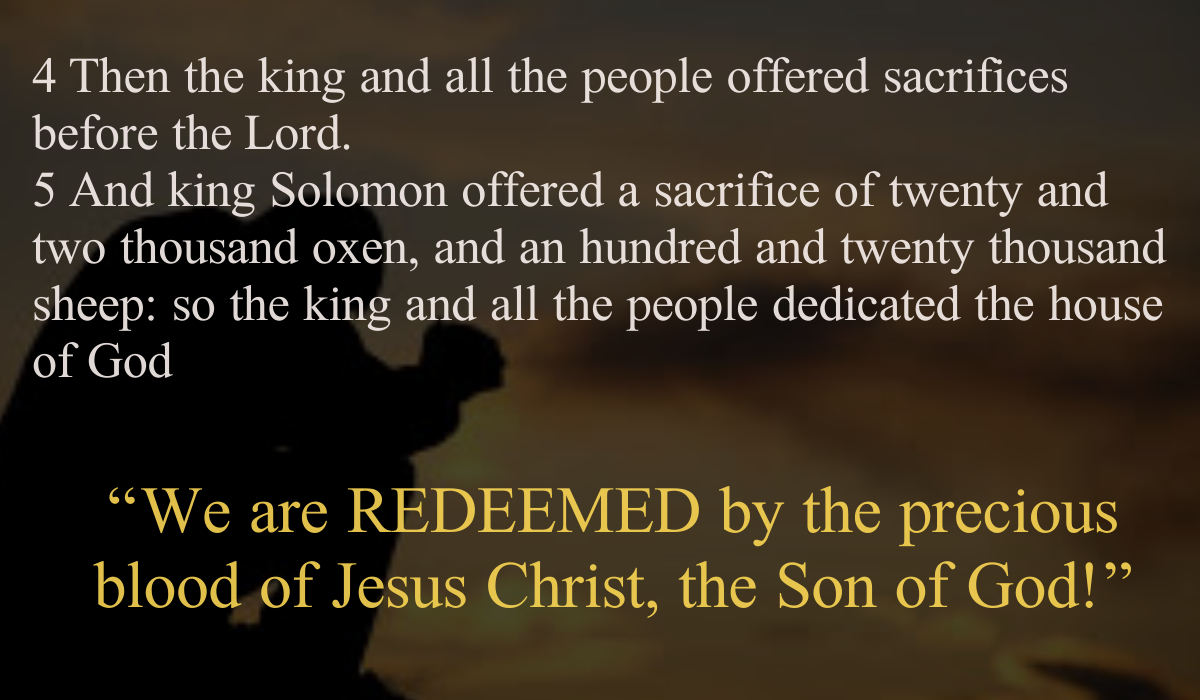 4 Then the king and all the people offered sacrifices
before the Lord.
5 And king Solomon offered a sacrifice of twenty and
two thousand oxen, and an hundred and twenty thousand
sheep: so the king and all the people dedicated the house
of God
“We are REDEEMED by the precious
blood of Jesus Christ, the Son of God!”